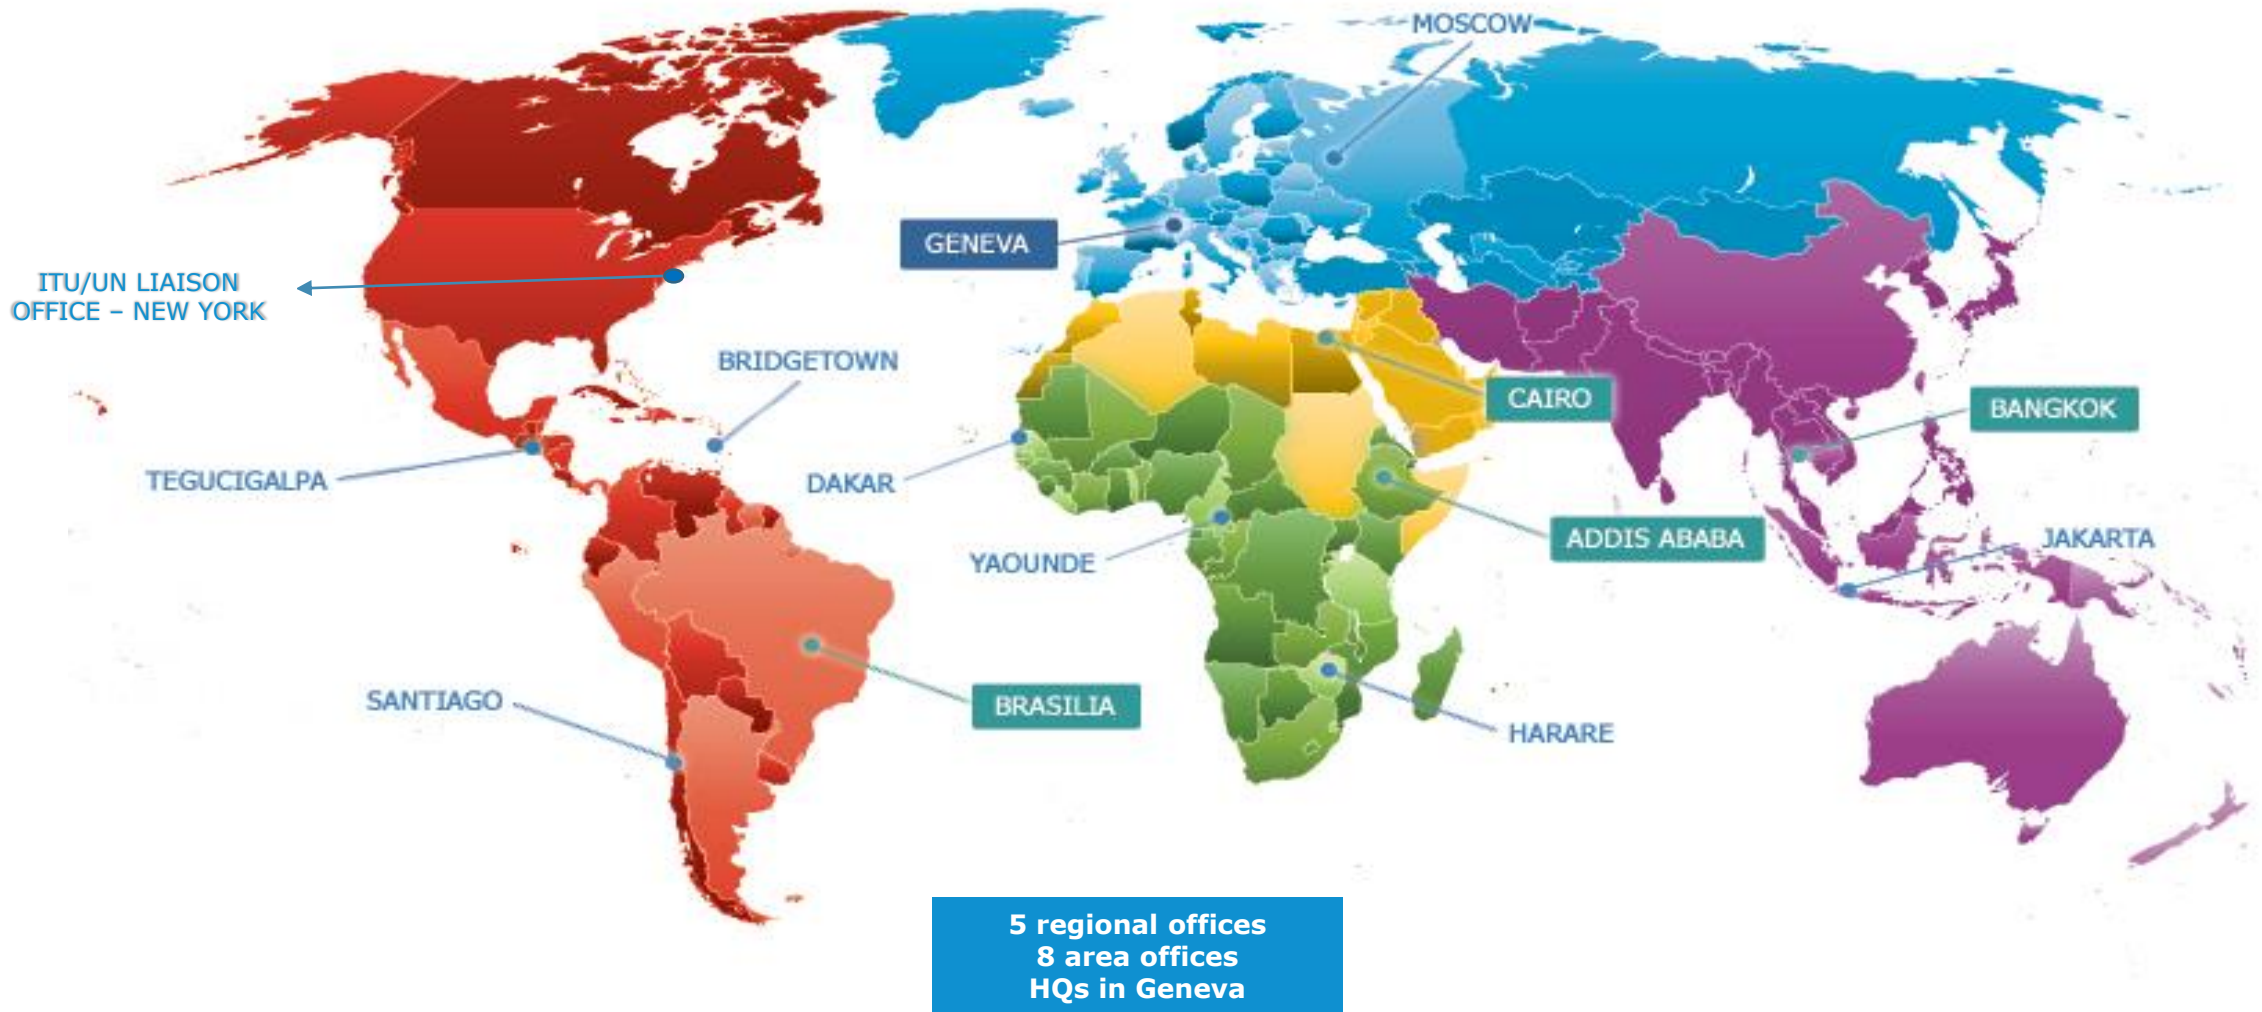 MOSCOW
GENEVA
ITU/UN LIAISON
OFFICE – NEW YORK
BRIDGETOWN
CAIRO
BANGKOK
TEGUCIGALPA
DAKAR
ADDIS ABABA
JAKARTA
YAOUNDE
SANTIAGO
BRASILIA
HARARE
5 regional offices
8 area offices
HQs in Geneva